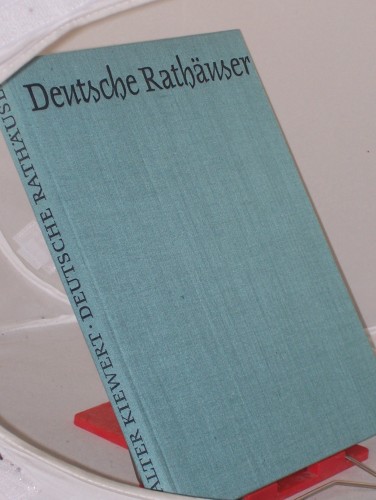 Deutsche Rathäuser
ALTER KIEWERT · DEUTSCHE RATHÄUSE